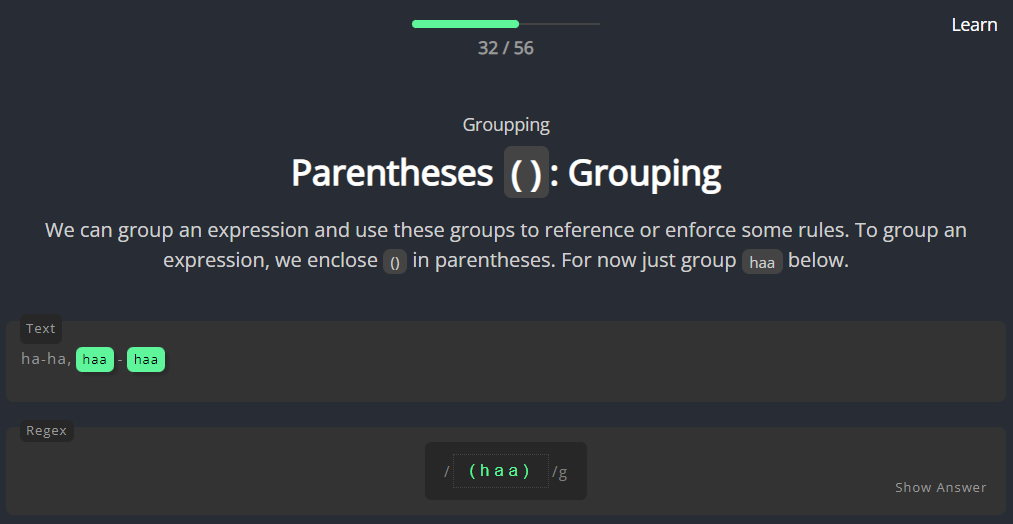 Learn
32 / 56
Groupping
Parentheses (): Grouping
We can group an expression and use these groups to reference or enforce some rules. To group an
expression, we enclose () in parentheses. For now just group haa below.
Text
ha-ha, haa - haa
Regex
/ (haa) /g
Show Answer